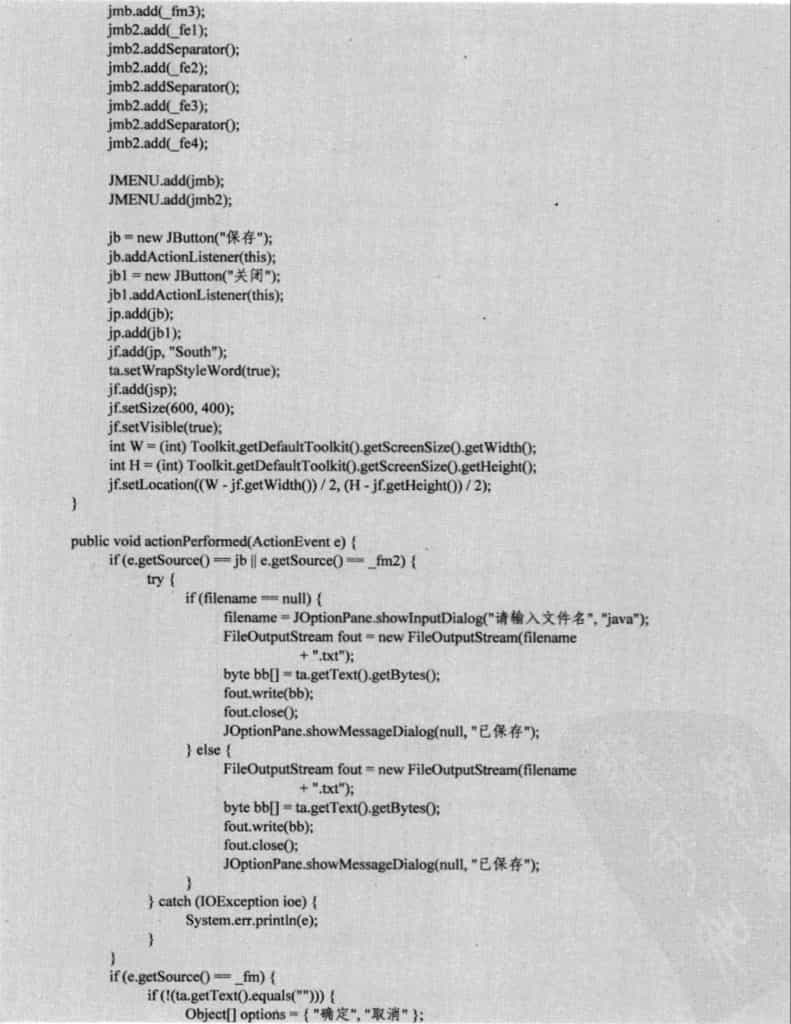 jmb.add(_fm3);
jmb2.add(_fe1);
jmb2.addSeparator();
jmb2.add(_fe2);
jmb2.addSeparator();
jmb2.add(_fe3);
jmb2.addSeparator();
jmb2.add(_fe4);
JMENU.add(jmb);
JMENU.add(jmb2);
jb = new JButton("保存");
jb.addActionListener(this);
jb1 = new JButton("关闭");
jb1.addActionListener(this);
jp.add(jb);
jp.add(jb1);
jf.add(jp, "South");
ta.setWrapStyleWord(true);
jf.add(jsp);
jf.setSize(600, 400);
jf.setVisible(true);
int W = (int) Toolkit.getDefaultToolkit().getScreenSize().getWidth();
int H = (int) Toolkit.getDefaultToolkit().getScreenSize().getHeight();
jf.setLocation((W - jf.getWidth()) / 2, (H - jf.getHeight()) / 2);
}
public void actionPerformed(ActionEvent e) {
if (e.getSource() == jb || e.getSource() == _fm2) {
try {
if (filename == null) {
filename = JOptionPane.showInputDialog("请输入文件名", "java");
FileOutputStream fout = new FileOutputStream(filename
+ ".txt");
byte bb[] = ta.getText().getBytes();
fout.write(bb);
fout.close();
JOptionPane.showMessageDialog(null, "已保存");
} else {
FileOutputStream fout = new FileOutputStream(filename
+ ".txt");
byte bb[] = ta.getText().getBytes();
fout.write(bb);
fout.close();
JOptionPane.showMessageDialog(null, "已保存");
}
} catch (IOException ioe) {
System.err.println(e);
}
}
if (e.getSource() == _fm) {
if (!(ta.getText().equals(""))) {
Object[] options = { "确定", "取消" };